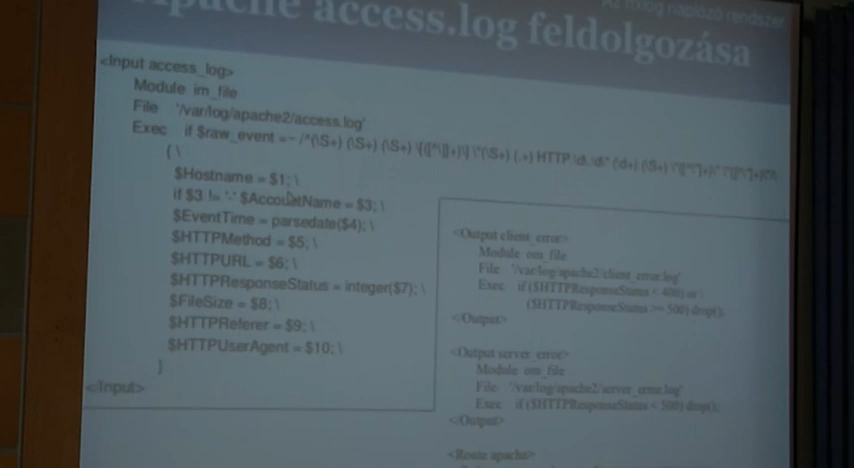 Az nxlog naplózó rendszer
Apache access.log feldolgozása
<Input access_log>
Module im_file
File '/var/log/apache2/access.log'
Exec if $raw_event =~ /^(\S+) (\S+) (\S+) \[([^\]]+)\] \"(\S+) (.+) HTTP.\d\.\d\" (\d+) (\S+)
{ \
$Hostname = $1; \
if $3 != '-' $AccountName = $3; \
$EventTime = parsedate($4); \
$HTTPMethod = $5; \
$HTTPURL = $6; \
$HTTPResponseStatus = integer($7); \
$FileSize = $8; \
$HTTPReferer = $9; \
$HTTPUserAgent = $10; \
}
</Input>
<Output client_error>
Module om_file
File '/var/log/apache2/client_error.log'
Exec if ($HTTPResponseStatus < 400) or \
($HTTPResponseStatus >= 500) drop();
</Output>
<Output server_error>
Module om_file
File '/var/log/apache2/server_error.log'
Exec if ($HTTPResponseStatus < 500) drop();
</Output>
<Route apache>